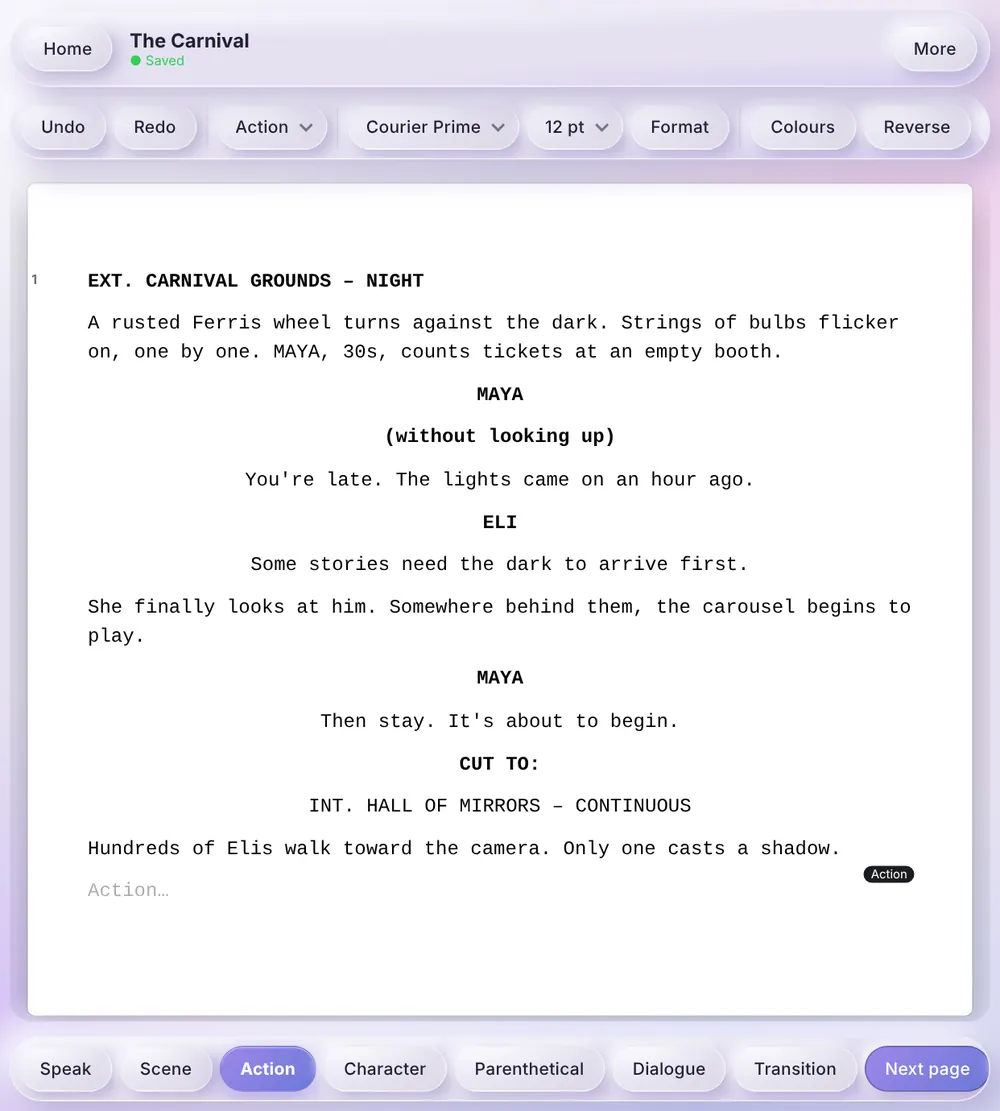 Home
The Carnival
Saved
More
Undo
Redo
Action
Courier Prime
12 pt
Format
Colours
Reverse
1
EXT. CARNIVAL GROUNDS – NIGHT
A rusted Ferris wheel turns against the dark. Strings of bulbs flicker
on, one by one. MAYA, 30s, counts tickets at an empty booth.
MAYA
(without looking up)
You're late. The lights came on an hour ago.
ELI
Some stories need the dark to arrive first.
She finally looks at him. Somewhere behind them, the carousel begins to
play.
MAYA
Then stay. It's about to begin.
CUT TO:
INT. HALL OF MIRRORS – CONTINUOUS
Hundreds of Elis walk toward the camera. Only one casts a shadow.
Action
Action…
Speak
Scene
Action
Character
Parenthetical
Dialogue
Transition
Next page